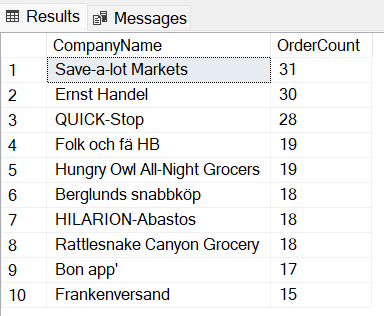 Results Messages
CompanyName OrderCount
1 Save-a-lot Markets 31
2 Ernst Handel 30
3 QUICK-Stop 28
4 Folk och fä HB 19
5 Hungry Owl All-Night Grocers 19
6 Berglunds snabbköp 18
7 HILARION-Abastos 18
8 Rattlesnake Canyon Grocery 18
9 Bon app' 17
10 Frankenversand 15